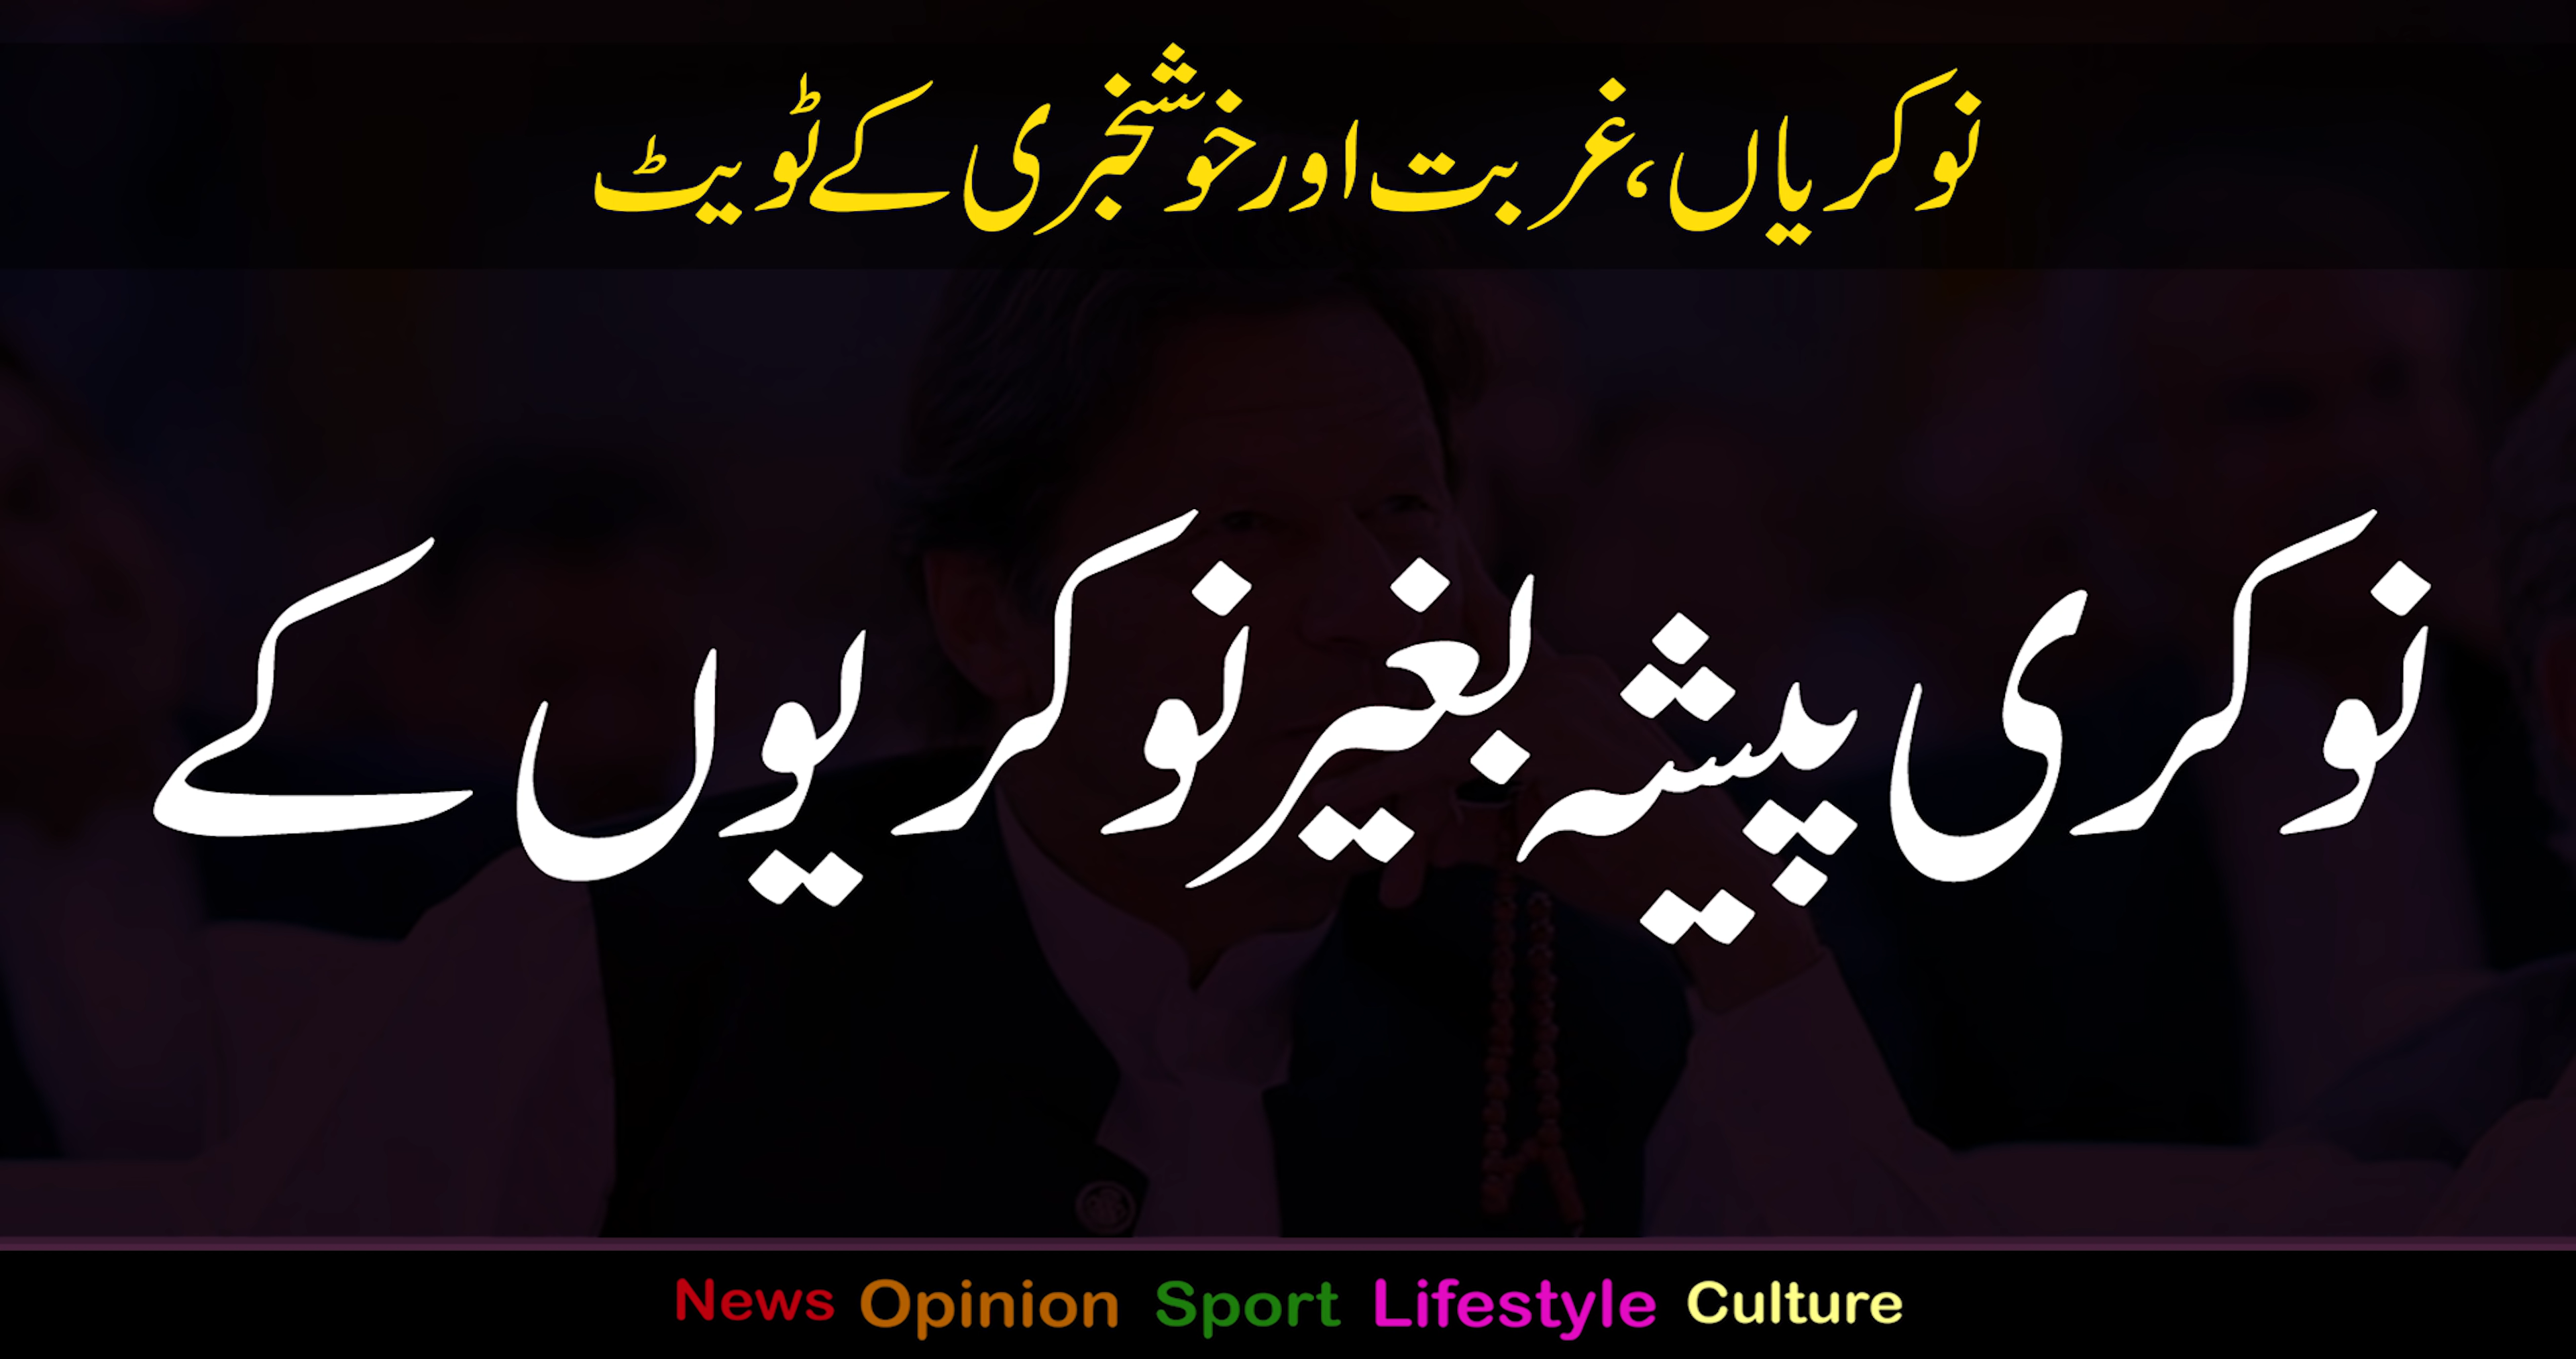 نوکریاں، غربت اور خوشخبری کے ٹویٹ
نوکری پیشہ بغیر نوکریوں کے
News Opinion Sport Lifestyle Culture